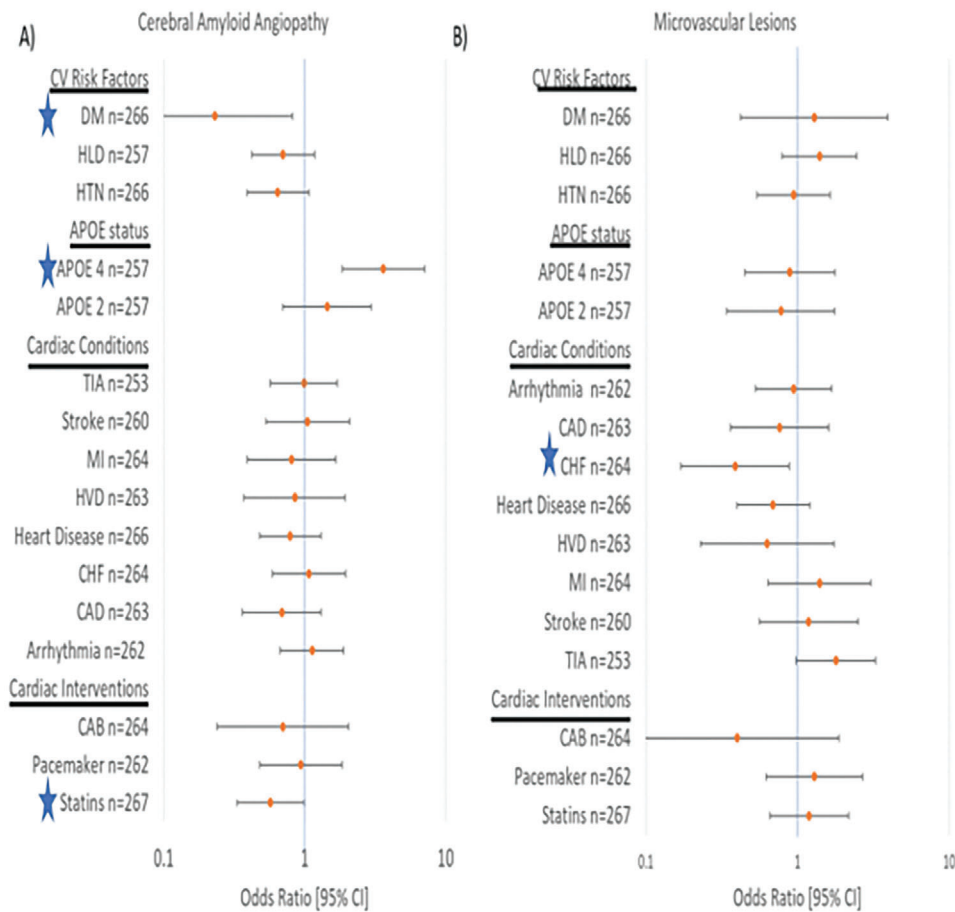 A)
Cerebral Amyloid Angiopathy
CV Risk Factors
DM n=266
HLD n=257
HTN n=266
APOE status
APOE 4 n=257
APOE 2 n=257
Cardiac Conditions
TIA n=253
Stroke n=260
MI n=264
HVD n=263
Heart Disease n=266
CHF n=264
CAD n=263
Arrhythmia n=262
Cardiac Interventions
CAB n=264
Pacemaker n=262
Statins n=267
0.1 1 10
Odds Ratio [95% CI]
B)
Microvascular Lesions
CV Risk Factors
DM n=266
HLD n=266
HTN n=266
APOE status
APOE 4 n=257
APOE 2 n=257
Cardiac Conditions
Arrhythmia n=262
CAD n=263
CHF n=264
Heart Disease n=266
HVD n=263
MI n=264
Stroke n=260
TIA n=253
Cardiac Interventions
CAB n=264
Pacemaker n=262
Statins n=267
0.1 1 10
Odds Ratio [95% CI]